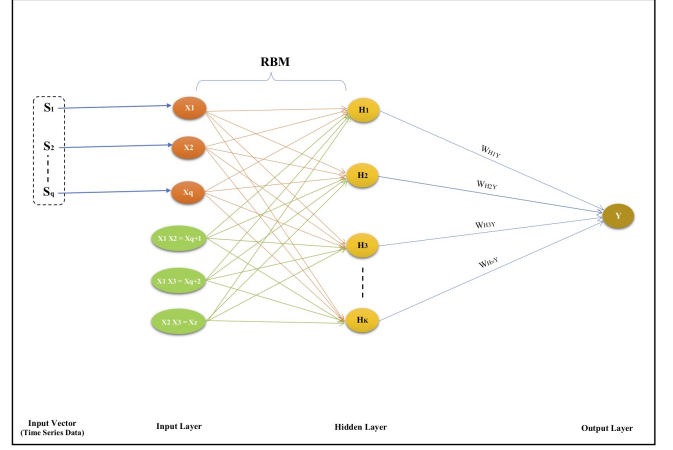 RBM
S1
X1
H1
S2
X2
H2
Sq
Xq
X1 X2 = Xq+1
H3
X1 X3 = Xq+2
X2 X3 = Xz
HK
WH1Y
WH2Y
WH3Y
Y
Input Vector
(Time Series Data)
Input Layer
Hidden Layer
Output Layer